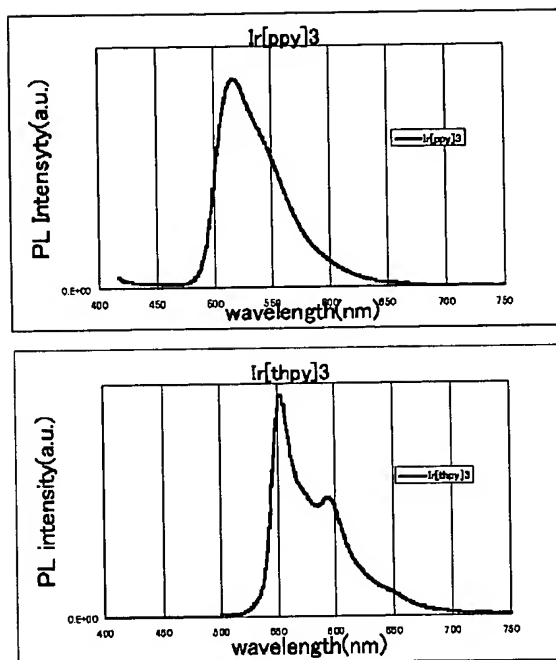 Ir[ppy]3
PL Intensyty(a.u.)
Ir[ppy]3
0.E+00
400 450 500 550 600 650 700 750
wavelength(nm)
Ir[thpy]3
PL intensity(a.u.)
Ir[thpy]3
0.E+00
400 450 500 550 600 650 700 750
wavelength(nm)